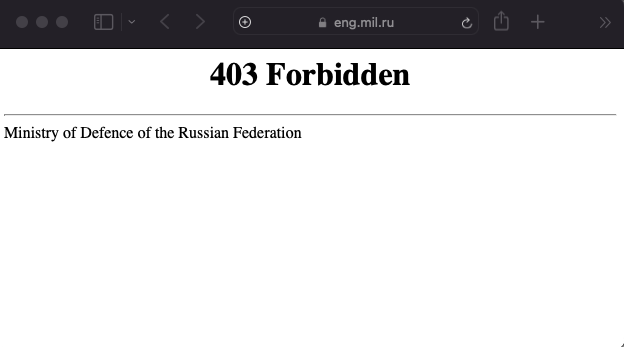 eng.mil.ru
403 Forbidden
Ministry of Defence of the Russian Federation